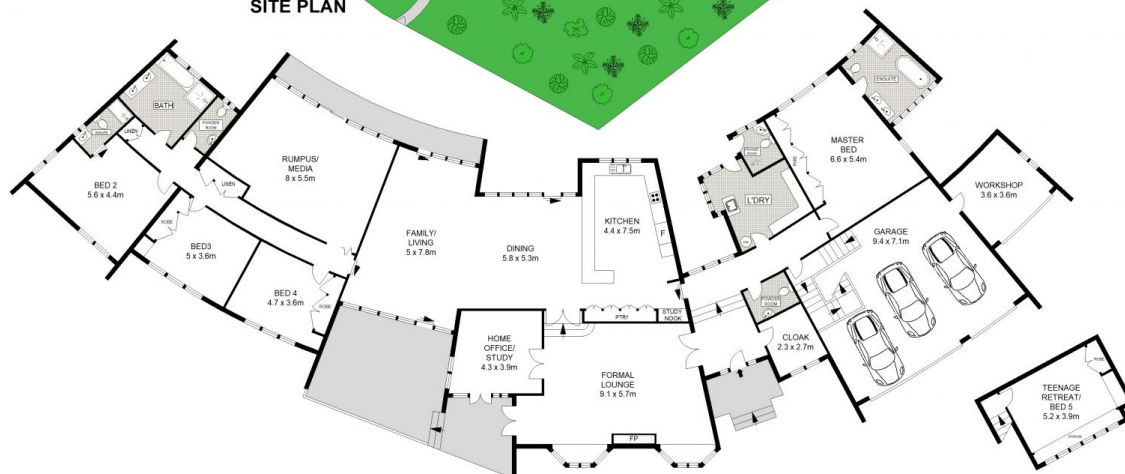 SITE PLAN
BATH
ENSUITE
LINEN
POWDER
ROOM
BED 2
5.6 x 4.4m
LINEN
RUMPUS/
MEDIA
8 x 5.5m
ROBE
BED3
5 x 3.6m
BED 4
4.7 x 3.6m
ROBE
FAMILY/
LIVING
5 x 7.8m
DINING
5.8 x 5.3m
KITCHEN
4.4 x 7.5m
F
PTRY
STUDY
NOOK
HOME
OFFICE/
STUDY
4.3 x 3.9m
FORMAL
LOUNGE
9.1 x 5.7m
FP
POWDER
ROOM
CLOAK
2.3 x 2.7m
L'DRY
POWDER
ROOM
ROBE
MASTER
BED
6.6 x 5.4m
ENSUITE
GARAGE
9.4 x 7.1m
WORKSHOP
3.6 x 3.6m
TEENAGE
RETREAT/
BED 5
5.2 x 3.9m
ROBE
STORAGE